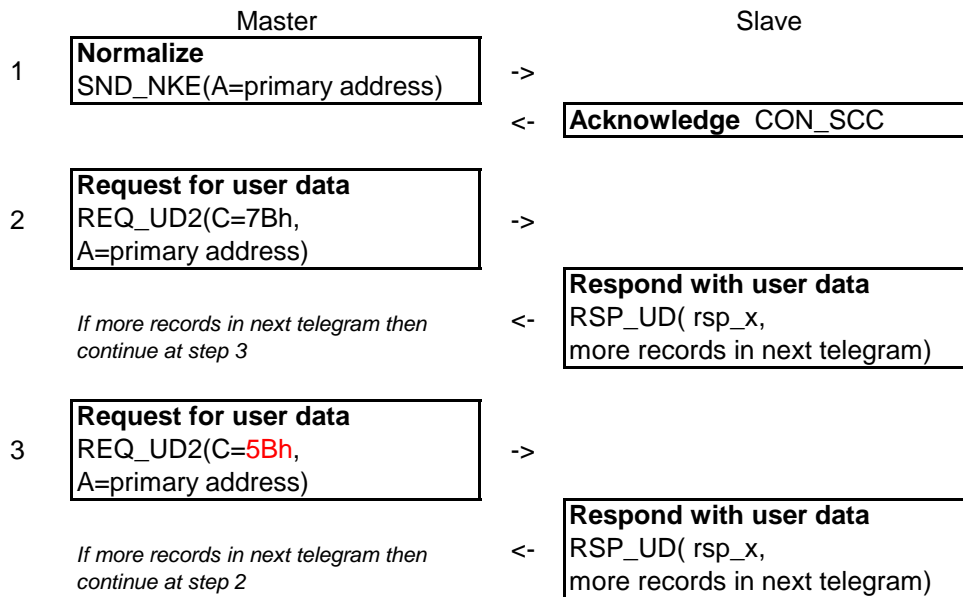 Master Slave
1
Normalize
SND_NKE(A=primary address)
->
<- Acknowledge CON_SCC
Request for user data
2 REQ_UD2(C=7Bh, ->
A=primary address)
Respond with user data
If more records in next telegram then <- RSP_UD( rsp_x,
continue at step 3 more records in next telegram)
Request for user data
3 REQ_UD2(C=5Bh, ->
A=primary address)
Respond with user data
If more records in next telegram then <- RSP_UD( rsp_x,
continue at step 2 more records in next telegram)